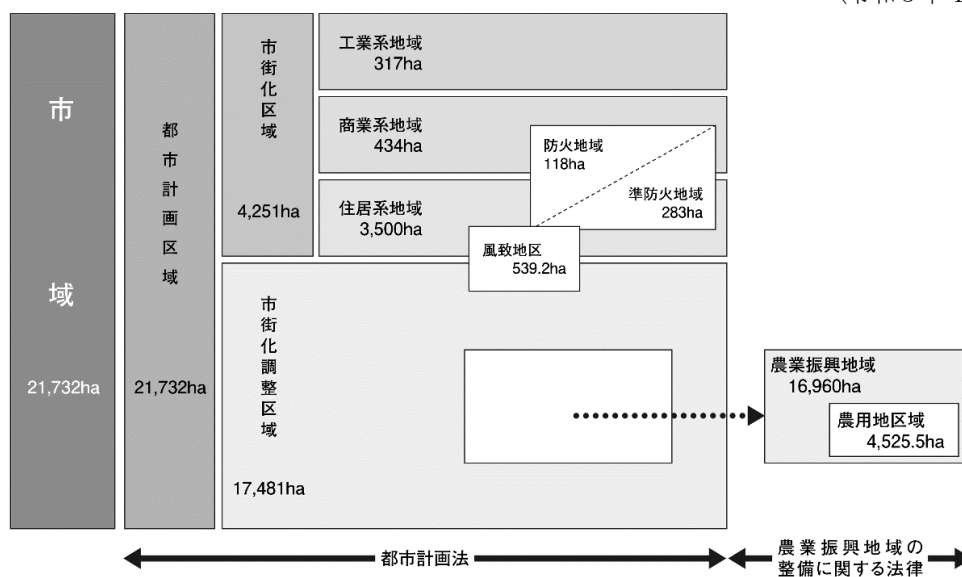 市域
21,732ha
都市計画区域
21,732ha
市街化区域
4,251ha
工業系地域
317ha
商業系地域
434ha
住居系地域
3,500ha
防火地域
118ha
準防火地域
283ha
風致地区
539.2ha
市街化調整区域
17,481ha
農業振興地域
16,960ha
農用地区域
4,525.5ha
都市計画法
農業振興地域の
整備に関する法律